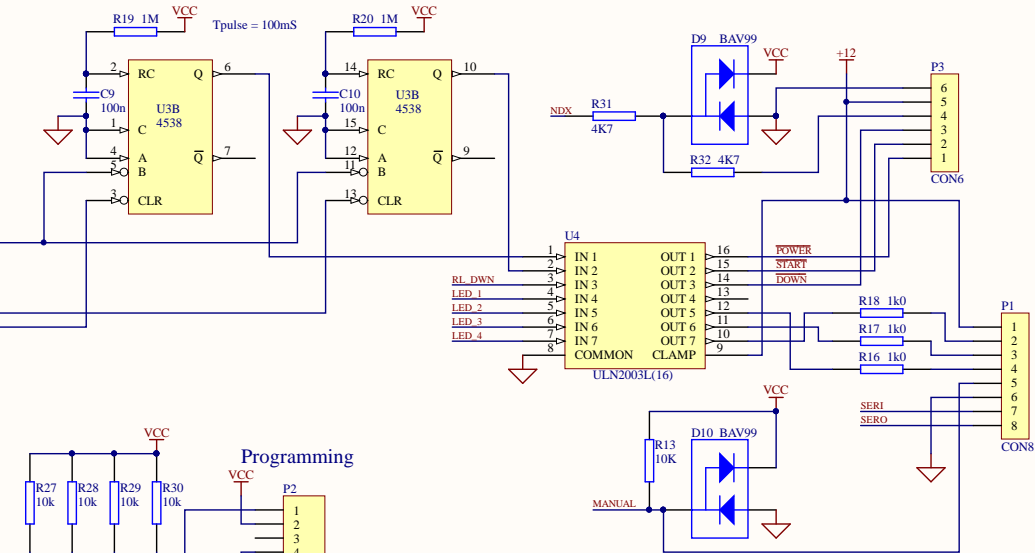 R19 1M
VCC
Tpulse = 100mS
R20 1M
VCC
2
RC
Q
6
C9
100n
U3B
4538
1
C
4
A
Q
7
5
B
3
CLR
14
RC
Q
10
C10
100n
U3B
4538
15
C
12
A
Q
9
11
B
13
CLR
D9 BAV99
VCC
+12
P3
NDX
R31
4K7
R32 4K7
6
5
4
3
2
1
CON6
U4
1 IN 1 OUT 1 16 POWER
2 IN 2 OUT 2 15 START
RL_DWN 3 IN 3 OUT 3 14 DOWN
LED_1 4 IN 4 OUT 4 13
LED_2 5 IN 5 OUT 5 12
LED_3 6 IN 6 OUT 6 11
LED_4 7 IN 7 OUT 7 10
8 COMMON CLAMP 9
ULN2003L(16)
R18 1k0
R17 1k0
R16 1k0
P1
1
2
3
4
5
6
SERI 7
SERO 8
CON8
VCC
R13
10K
D10 BAV99
MANUAL
VCC
R27
10k
R28
10k
R29
10k
R30
10k
Programming
VCC
P2
1
2
3
4